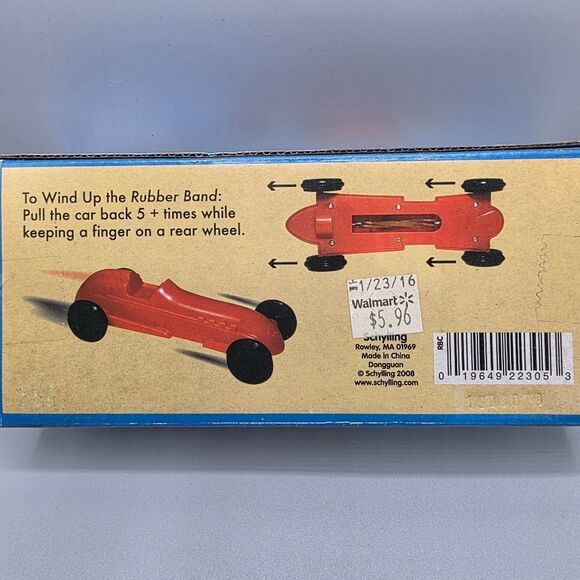 To Wind Up the Rubber Band:
Pull the car back 5 + times while
keeping a finger on a rear wheel.
1/23/16
Walmart
$5.96
Schylling
Rowley, MA 01969
Made in China
Dongguan
© Schylling 2008
www.schylling.com
RBC
0 19649 22305 3